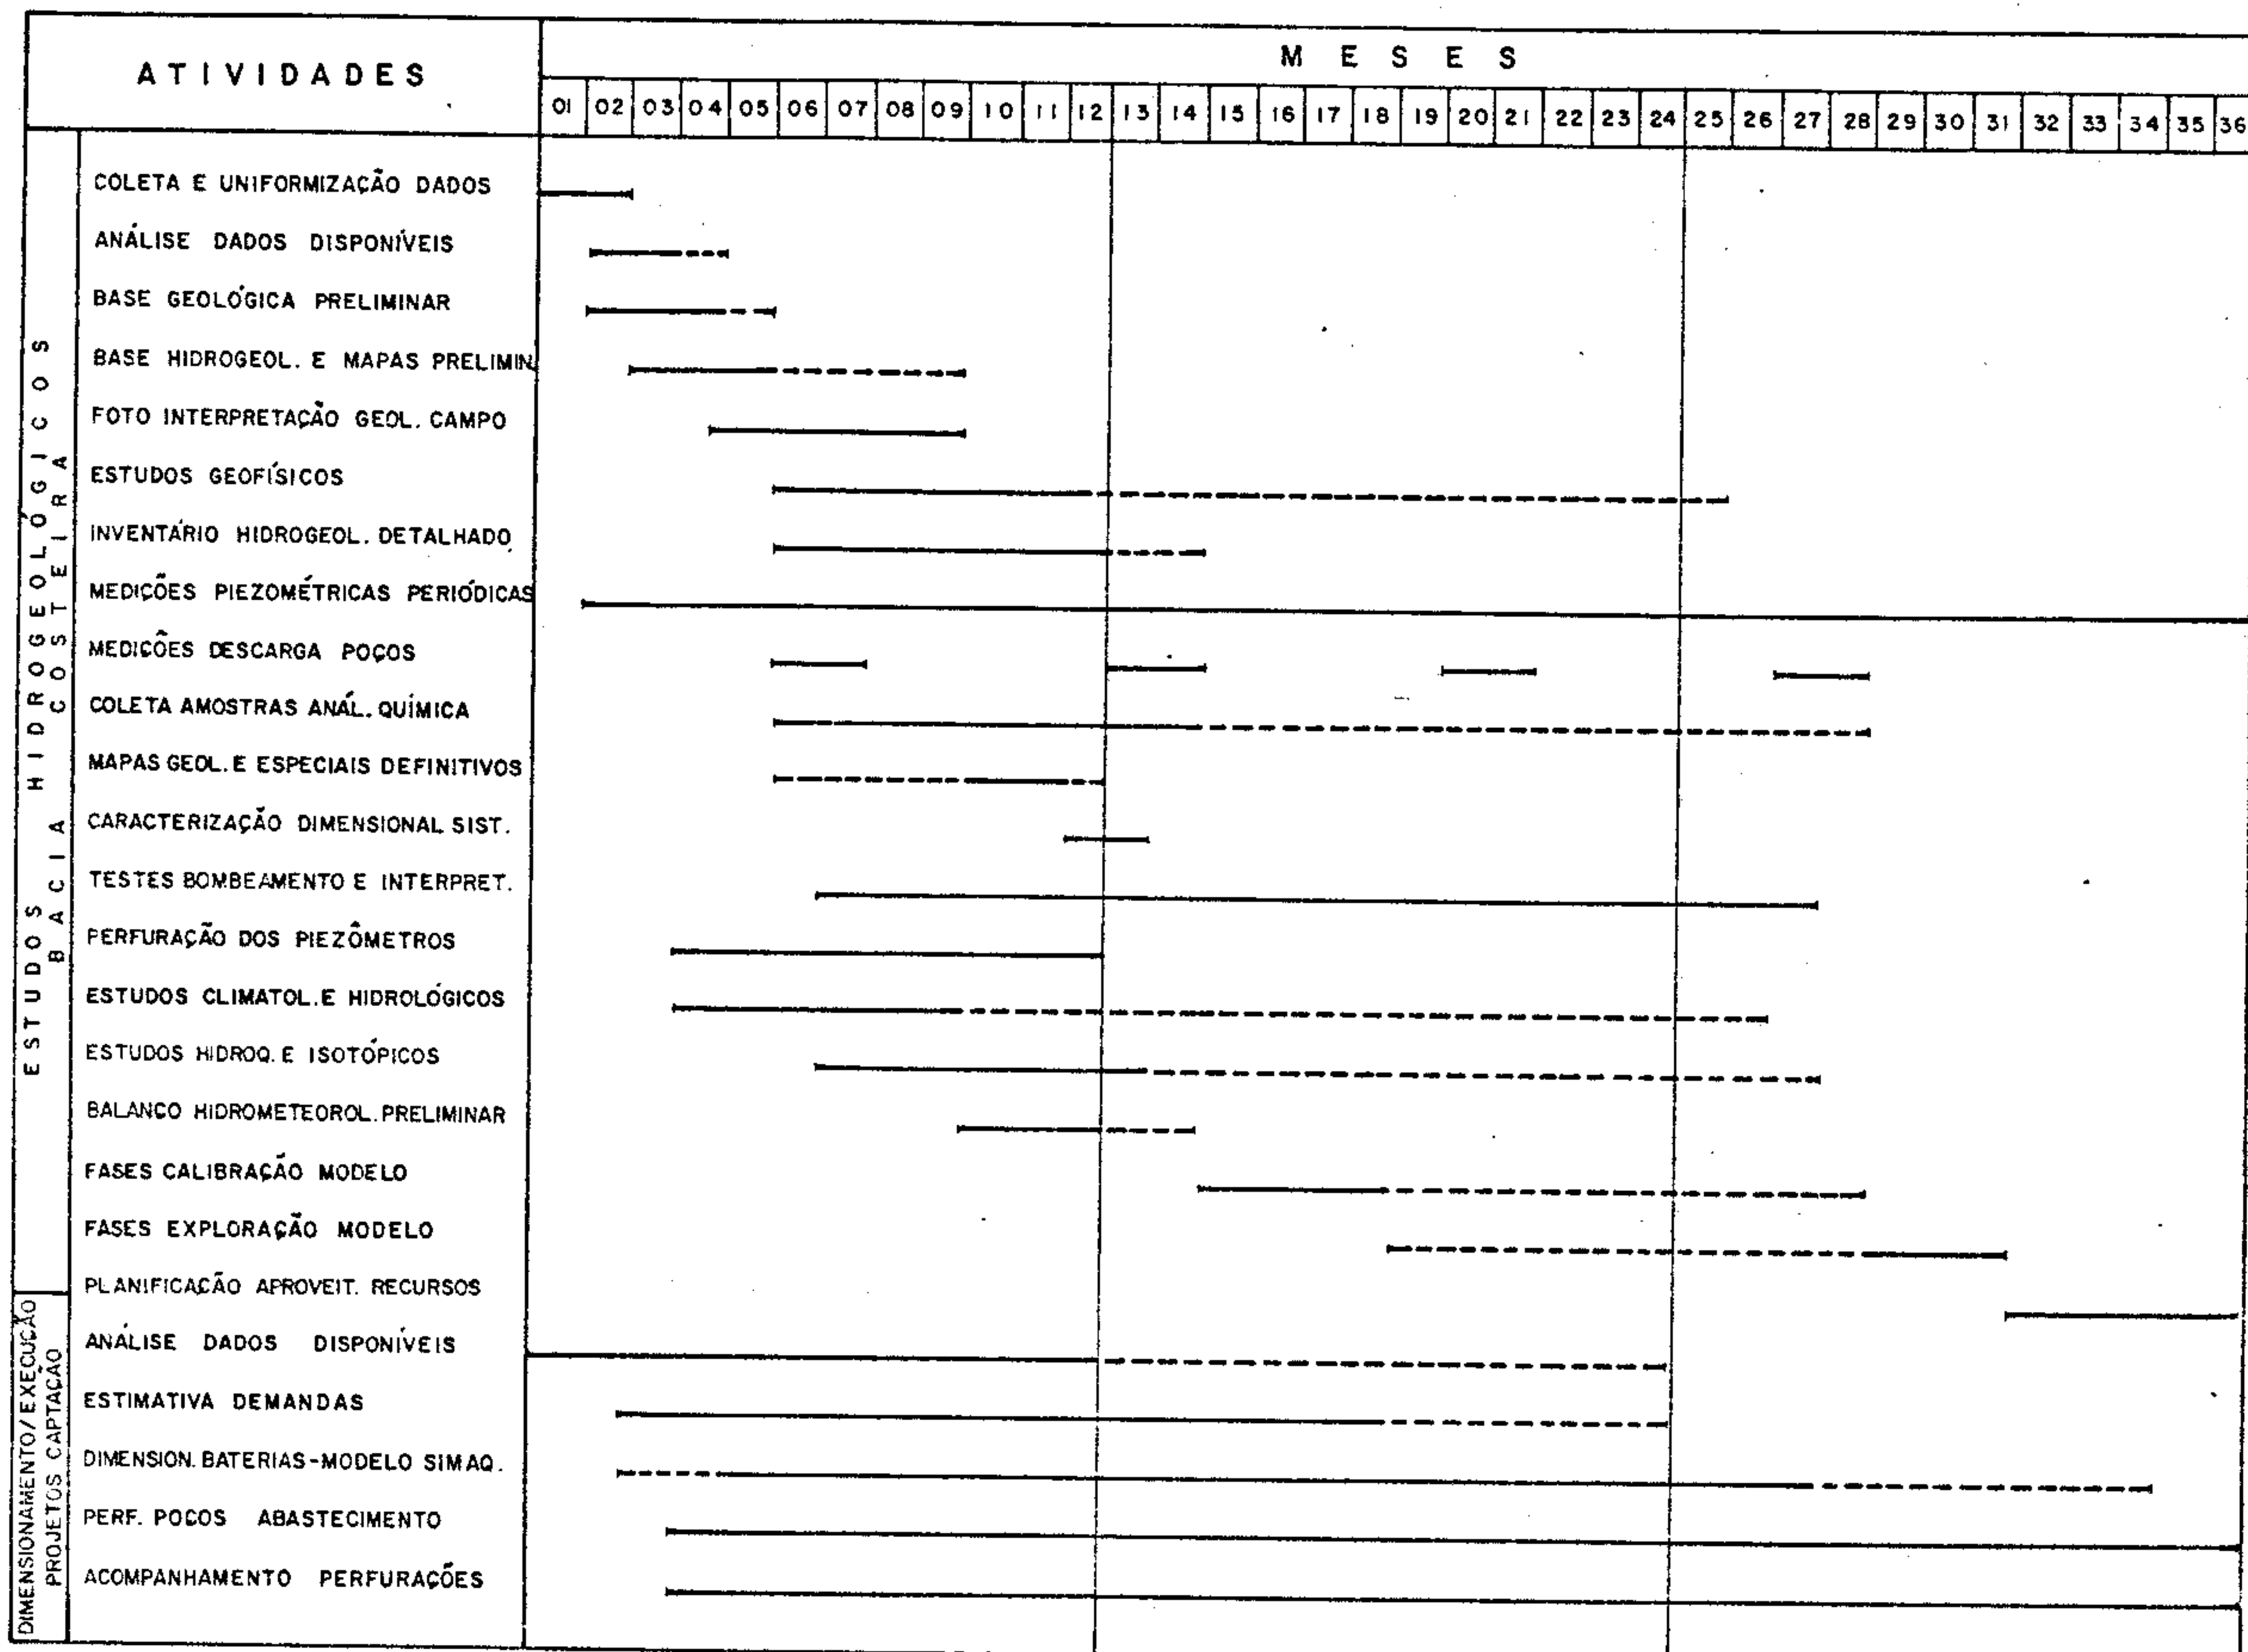 ATIVIDADES
MESES
01 02 03 04 05 06 07 08 09 10 11 12 13 14 15 16 17 18 19 20 21 22 23 24 25 26 27 28 29 30 31 32 33 34 35 36
ESTUDOS HIDROGEOLÓGICOS
BACIA COSTEIRA
COLETA E UNIFORMIZAÇÃO DADOS
ANÁLISE DADOS DISPONÍVEIS
BASE GEOLÓGICA PRELIMINAR
BASE HIDROGEOL. E MAPAS PRELIMIN.
FOTO INTERPRETAÇÃO GEOL. CAMPO
ESTUDOS GEOFÍSICOS
INVENTÁRIO HIDROGEOL. DETALHADO
MEDIÇÕES PIEZOMÉTRICAS PERIÓDICAS
MEDIÇÕES DESCARGA POÇOS
COLETA AMOSTRAS ANÁL. QUÍMICA
MAPAS GEOL. E ESPECIAIS DEFINITIVOS
CARACTERIZAÇÃO DIMENSIONAL SIST.
TESTES BOMBEAMENTO E INTERPRET.
PERFURAÇÃO DOS PIEZÔMETROS
ESTUDOS CLIMATOL. E HIDROLÓGICOS
ESTUDOS HIDROQ. E ISOTÓPICOS
BALANCO HIDROMETEOROL. PRELIMINAR
FASES CALIBRAÇÃO MODELO
FASES EXPLORAÇÃO MODELO
PLANIFICAÇÃO APROVEIT. RECURSOS
DIMENSIONAMENTO/EXECUÇÃO
PROJETOS CAPTAÇÃO
ANÁLISE DADOS DISPONÍVEIS
ESTIMATIVA DEMANDAS
DIMENSION. BATERIAS-MODELO SIMAQ.
PERF. POCOS ABASTECIMENTO
ACOMPANHAMENTO PERFURAÇÕES